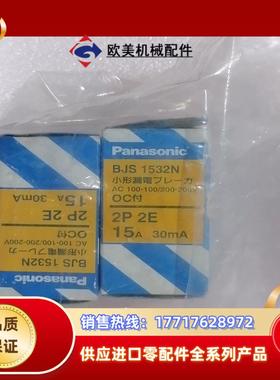 欧美机械配件
Panasonic
BJS 1532N
小形漏電ブレーカ
AC 100-100/200-200V
OC付
2P 2E
15A 30mA
15A 30mA
2P 2E
OC付
AC 100-100/200-200V
小形漏電ブレーカ
BJS 1532N
保证
销售热线：17717628972
供应进口零配件全系列产品